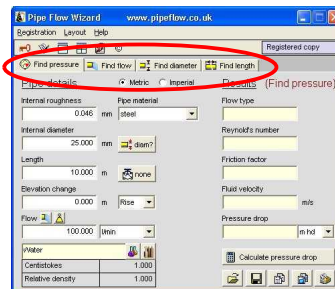 Pipe Flow Wizard www.pipeflow.co.uk
Registration Layout Help
Registered copy
Find pressure Find flow Find diameter Find length
Pipe details Metric Imperial Results (Find pressure)
Internal roughness Pipe material Flow type
0.046 mm steel
Internal diameter Reynold's number
25.000 mm diam?
Length Friction factor
10.000 m none
Elevation change Fluid velocity
0.000 m Rise m/s
Flow Pressure drop
100.000 l/min m hd
Water Calculate pressure drop
Centistokes 1.000
Relative density 1.000